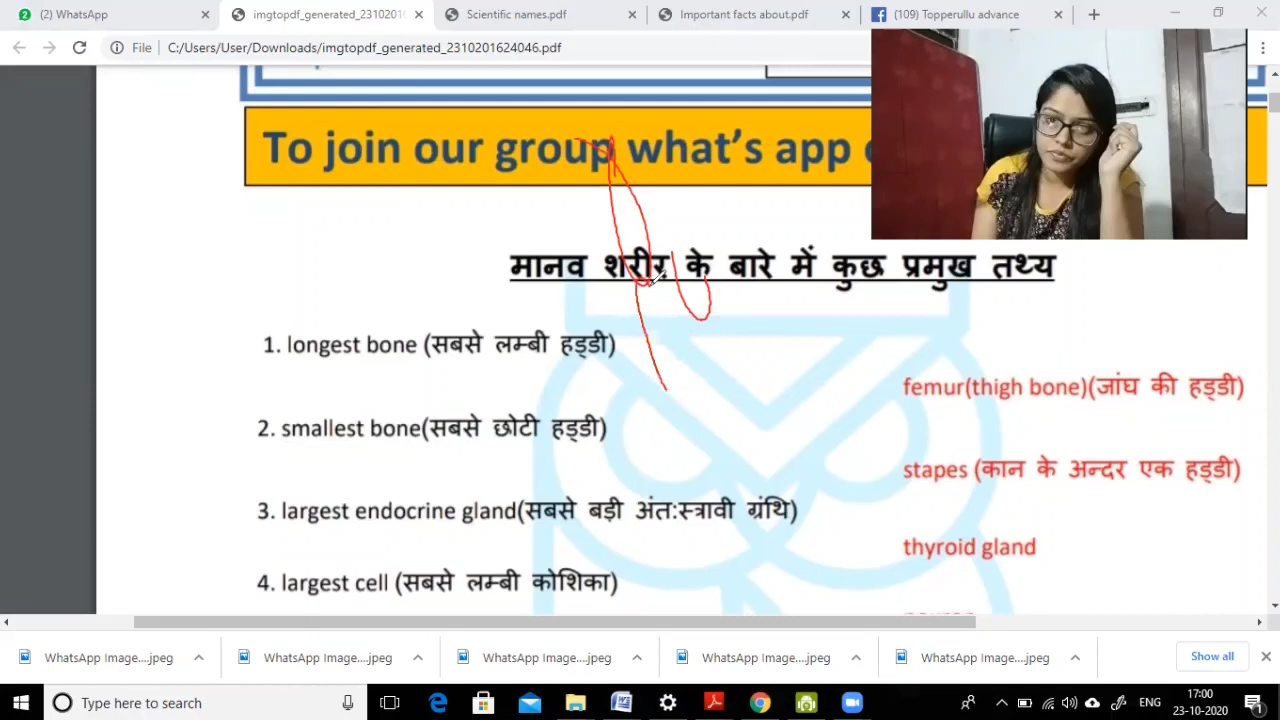 (2) WhatsApp
imgtopdf_generated_2310201
Scientific names.pdf
Important facts about.pdf
(109) Topperullu advance
File
C:/Users/User/Downloads/imgtopdf_generated_2310201624046.pdf
To join our group what's app
मानव शरीर के बारे में कुछ प्रमुख तथ्य
1. longest bone (सबसे लम्बी हड्डी)
femur(thigh bone)(जांघ की हड्डी)
2. smallest bone(सबसे छोटी हड्डी)
stapes (कान के अन्दर एक हड्डी)
3. largest endocrine gland(सबसे बड़ी अंत:स्त्रावी ग्रंथि)
thyroid gland
4. largest cell (सबसे लम्बी कोशिका)
WhatsApp Image....jpeg
WhatsApp Image....jpeg
WhatsApp Image....jpeg
WhatsApp Image....jpeg
WhatsApp Image....jpeg
Show all
Type here to search
ENG
17:00
23-10-2020